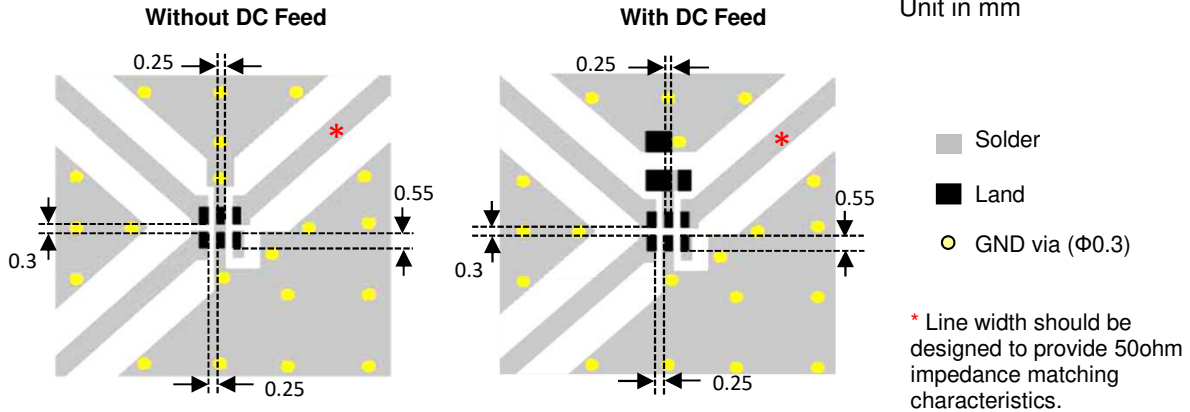 Without DC Feed
With DC Feed
Unit in mm
0.25
*
0.55
0.3
0.25
0.25
*
0.55
0.3
0.25
Solder
Land
GND via (Φ0.3)
* Line width should be
designed to provide 50ohm
impedance matching
characteristics.